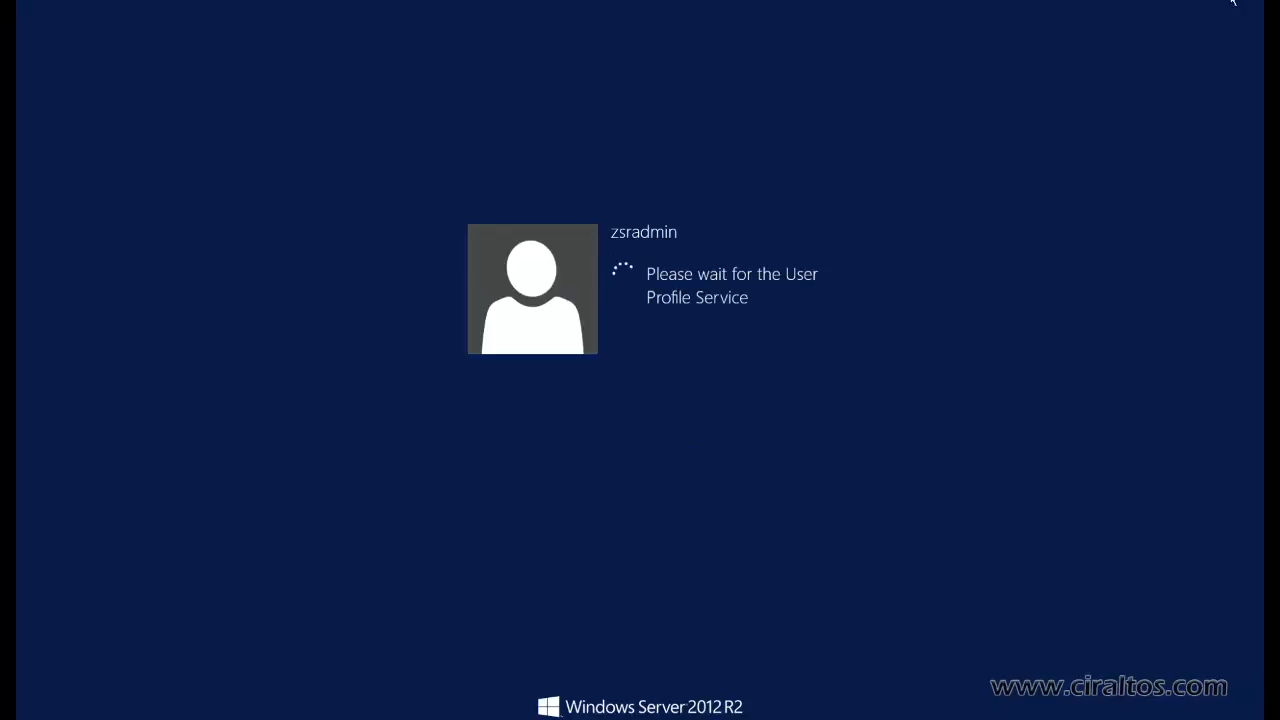 zsradmin
Please wait for the User
Profile Service
www.ciraltos.com
Windows Server 2012 R2